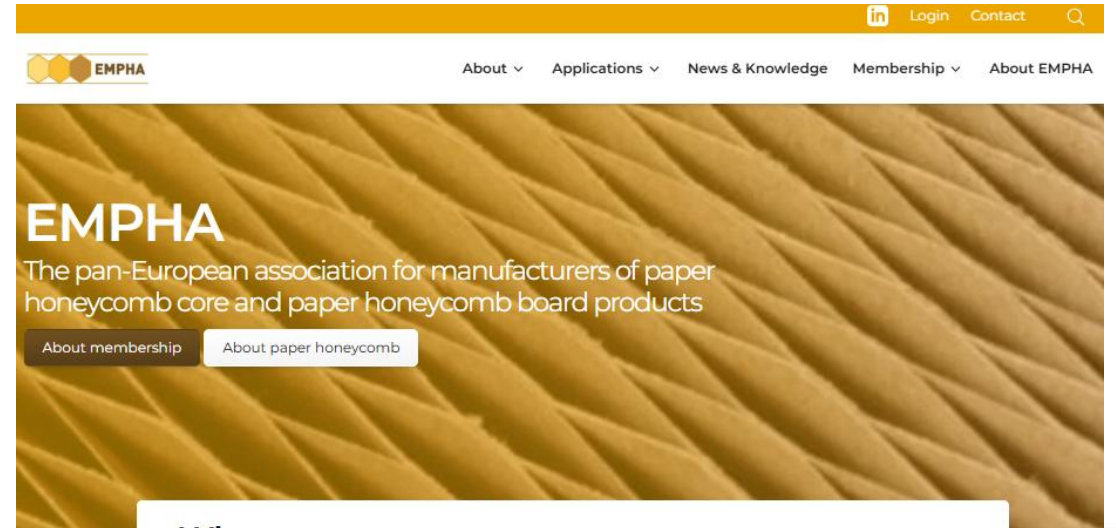 in Login Contact
EMPHA About Applications News & Knowledge Membership About EMPHA
EMPHA
The pan-European association for manufacturers of paper
honeycomb core and paper honeycomb board products
About membership About paper honeycomb